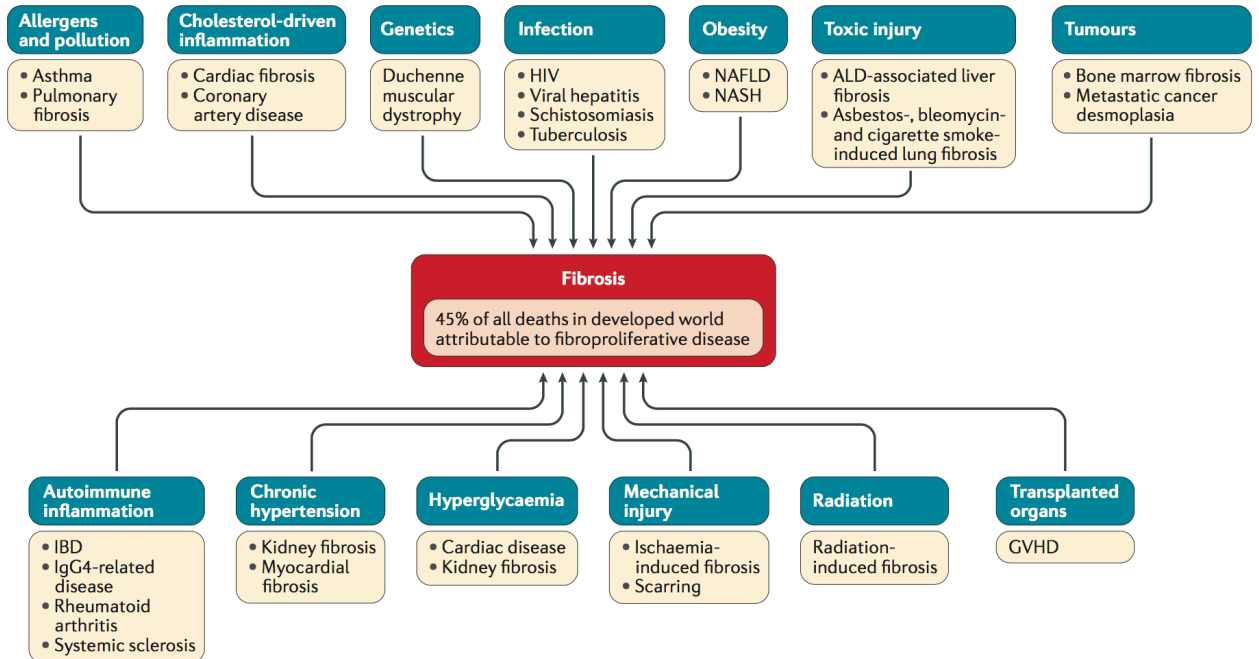 Allergens
and pollution
• Asthma
• Pulmonary
fibrosis
Cholesterol-driven
inflammation
• Cardiac fibrosis
• Coronary
artery disease
Genetics
Duchenne
muscular
dystrophy
Infection
• HIV
• Viral hepatitis
• Schistosomiasis
• Tuberculosis
Obesity
• NAFLD
• NASH
Toxic injury
• ALD-associated liver
fibrosis
• Asbestos-, bleomycin-
and cigarette smoke-
induced lung fibrosis
Tumours
• Bone marrow fibrosis
• Metastatic cancer
desmoplasia
Fibrosis
45% of all deaths in developed world
attributable to fibroproliferative disease
Autoimmune
inflammation
• IBD
• IgG4-related
disease
• Rheumatoid
arthritis
• Systemic sclerosis
Chronic
hypertension
• Kidney fibrosis
• Myocardial
fibrosis
Hyperglycaemia
• Cardiac disease
• Kidney fibrosis
Mechanical
injury
• Ischaemia-
induced fibrosis
• Scarring
Radiation
Radiation-
induced fibrosis
Transplanted
organs
GVHD